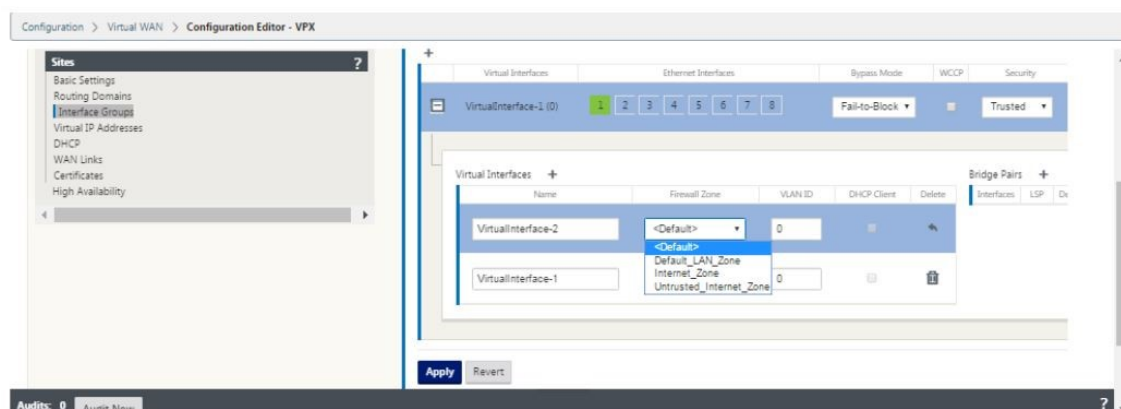 Configuration > Virtual WAN > Configuration Editor - VPX
Sites ?
Basic Settings
Routing Domains
Interface Groups
Virtual IP Addresses
DHCP
WAN Links
Certificates
High Availability
+
Virtual Interfaces Ethernet Interfaces Bypass Mode WCCP Security
VirtualInterface-1 (0) 1 2 3 4 5 6 7 8 Fail-to-Block Trusted
Virtual Interfaces + Bridge Pairs +
Name Firewall Zone VLAN ID DHCP Client Delete Interfaces LSP De
VirtualInterface-2 <Default> 0
<Default>
Default_LAN_Zone
Internet_Zone
Untrusted_Internet_Zone
VirtualInterface-1 0
Apply Revert
Audits: 0 Audit Now ?